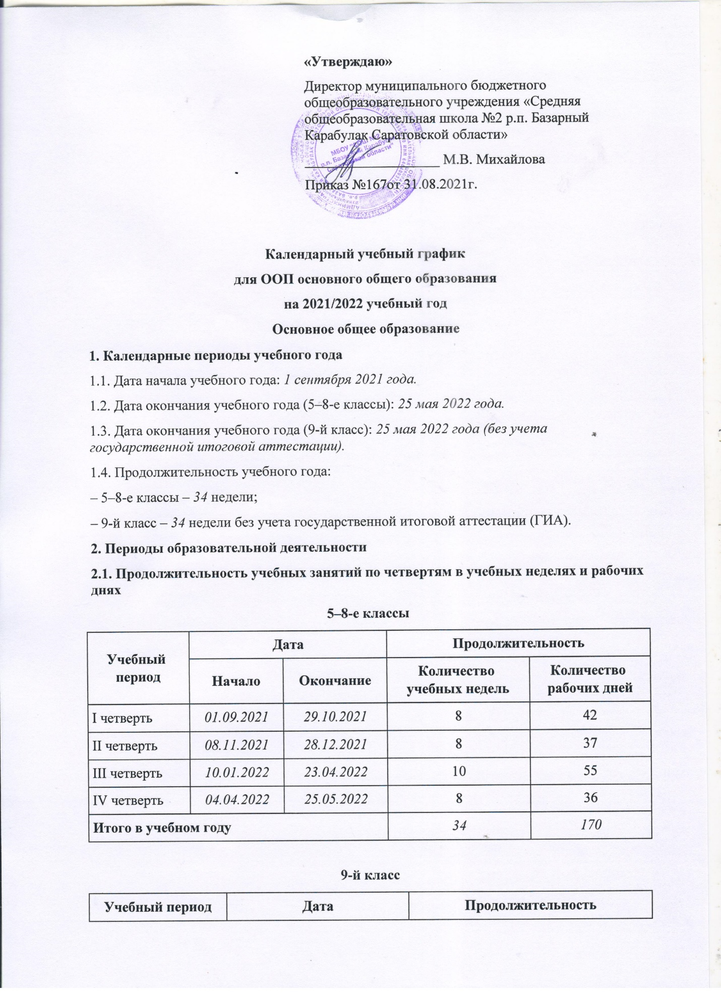 «Утверждаю»
Директор муниципального бюджетного
общеобразовательного учреждения «Средняя
общеобразовательная школа №2 р.п. Базарный
Карабулак Саратовской области»
МБОУ "СОШ №2
р.п. Базарный Карабулак
Саратовской области"
____________________ М.В. Михайлова
Приказ №167от 31.08.2021г.
Календарный учебный график
для ООП основного общего образования
на 2021/2022 учебный год
Основное общее образование
1. Календарные периоды учебного года
1.1. Дата начала учебного года: 1 сентября 2021 года.
1.2. Дата окончания учебного года (5–8-е классы): 25 мая 2022 года.
1.3. Дата окончания учебного года (9-й класс): 25 мая 2022 года (без учета
государственной итоговой аттестации).
1.4. Продолжительность учебного года:
– 5–8-е классы – 34 недели;
– 9-й класс – 34 недели без учета государственной итоговой аттестации (ГИА).
2. Периоды образовательной деятельности
2.1. Продолжительность учебных занятий по четвертям в учебных неделях и рабочих
днях
5–8-е классы
Учебный период Дата Продолжительность
Начало Окончание Количество учебных недель Количество рабочих дней
I четверть 01.09.2021 29.10.2021 8 42
II четверть 08.11.2021 28.12.2021 8 37
III четверть 10.01.2022 23.04.2022 10 55
IV четверть 04.04.2022 25.05.2022 8 36
Итого в учебном году 34 170
9-й класс
Учебный период Дата Продолжительность